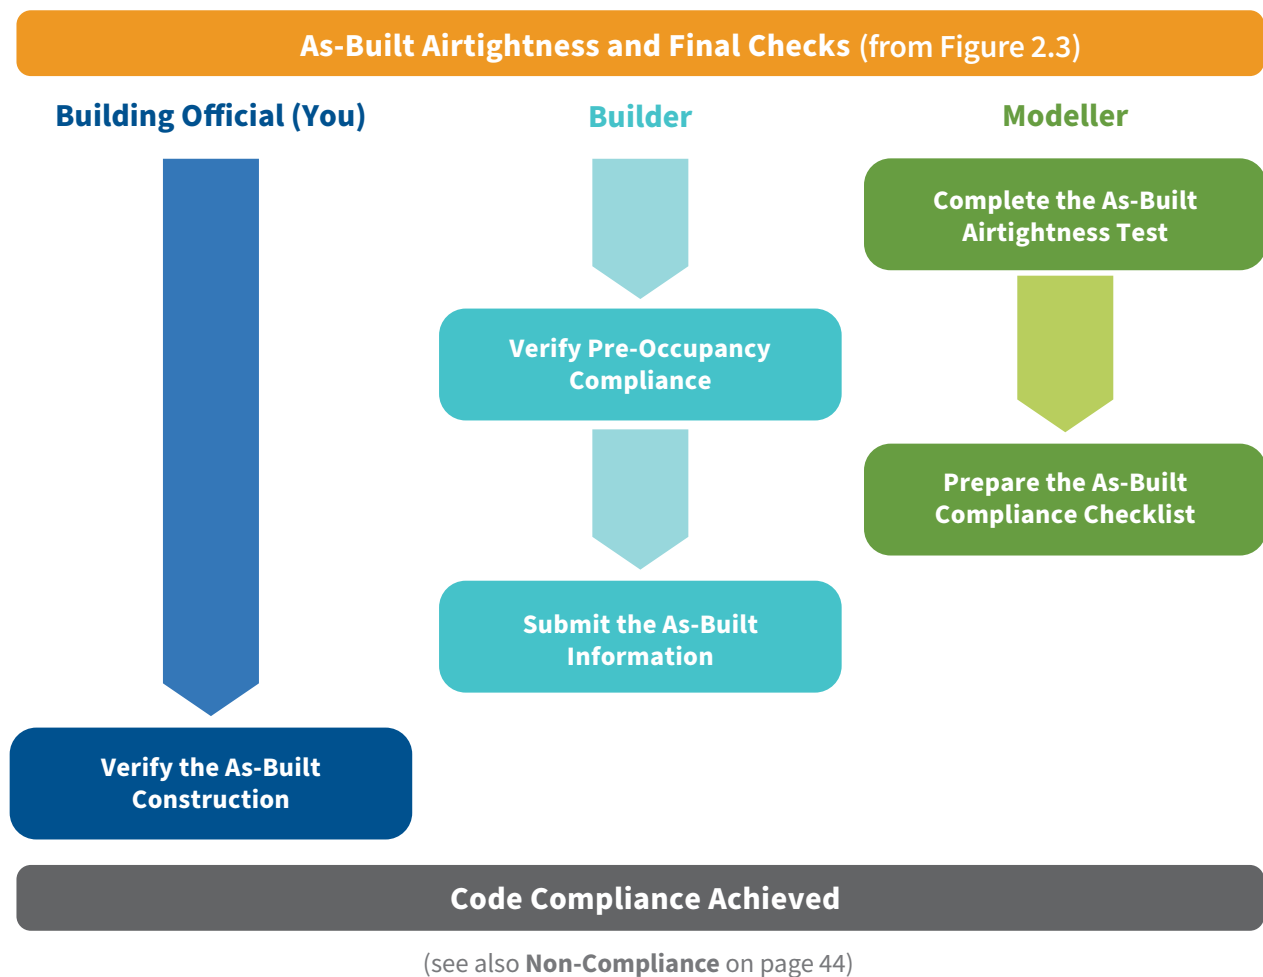 As-Built Airtightness and Final Checks (from Figure 2.3)
Building Official (You)
Builder
Modeller
Complete the As-Built
Airtightness Test
Verify Pre-Occupancy
Compliance
Prepare the As-Built
Compliance Checklist
Submit the As-Built
Information
Verify the As-Built
Construction
Code Compliance Achieved
(see also Non-Compliance on page 44)